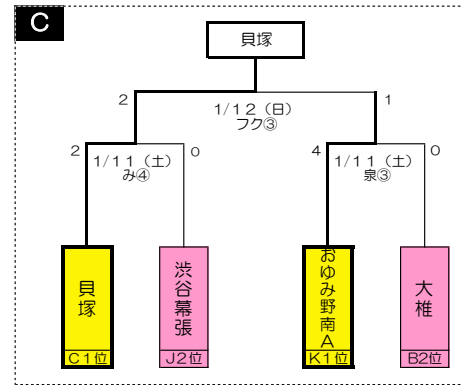 C
貝塚
2
1
1/12（日）
フク③
2
0
4
0
1/11（土）
み④
1/11（土）
泉③
貝塚
渋谷幕張
おゆみ野南A
大椎
C1位
J2位
K1位
B2位